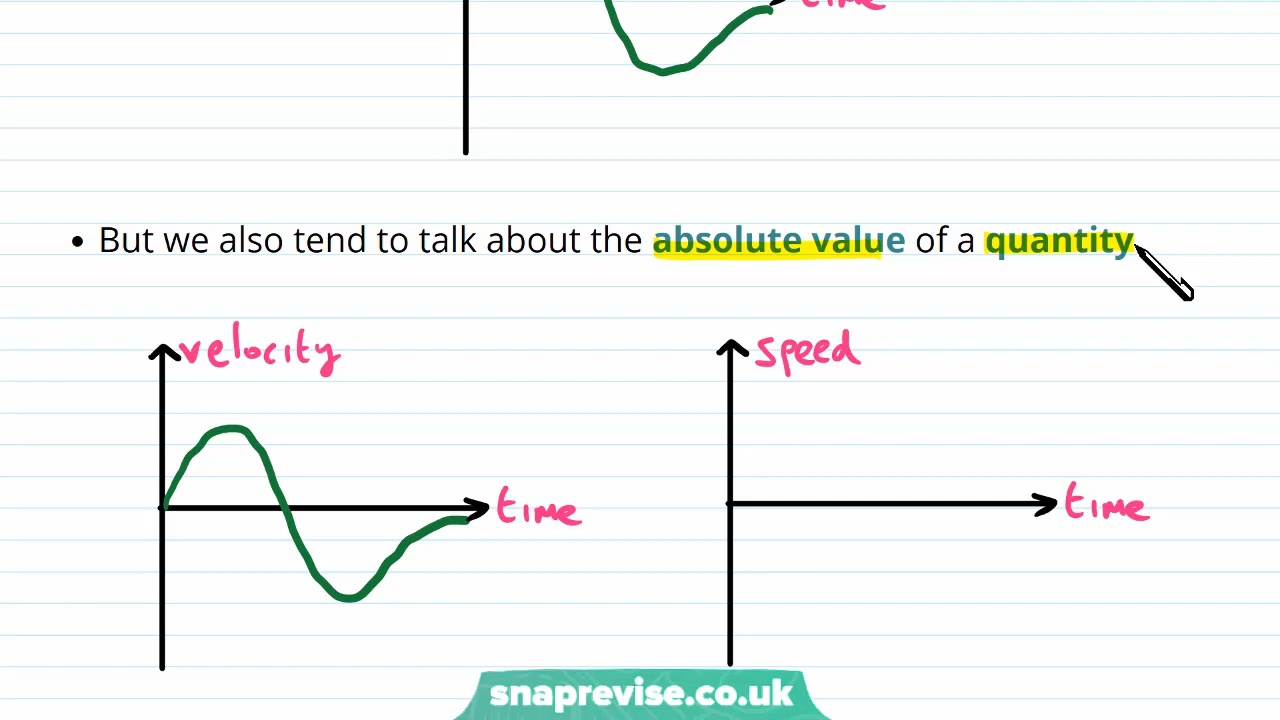 time
• But we also tend to talk about the absolute value of a quantity
velocity
speed
time
time
snaprevise.co.uk